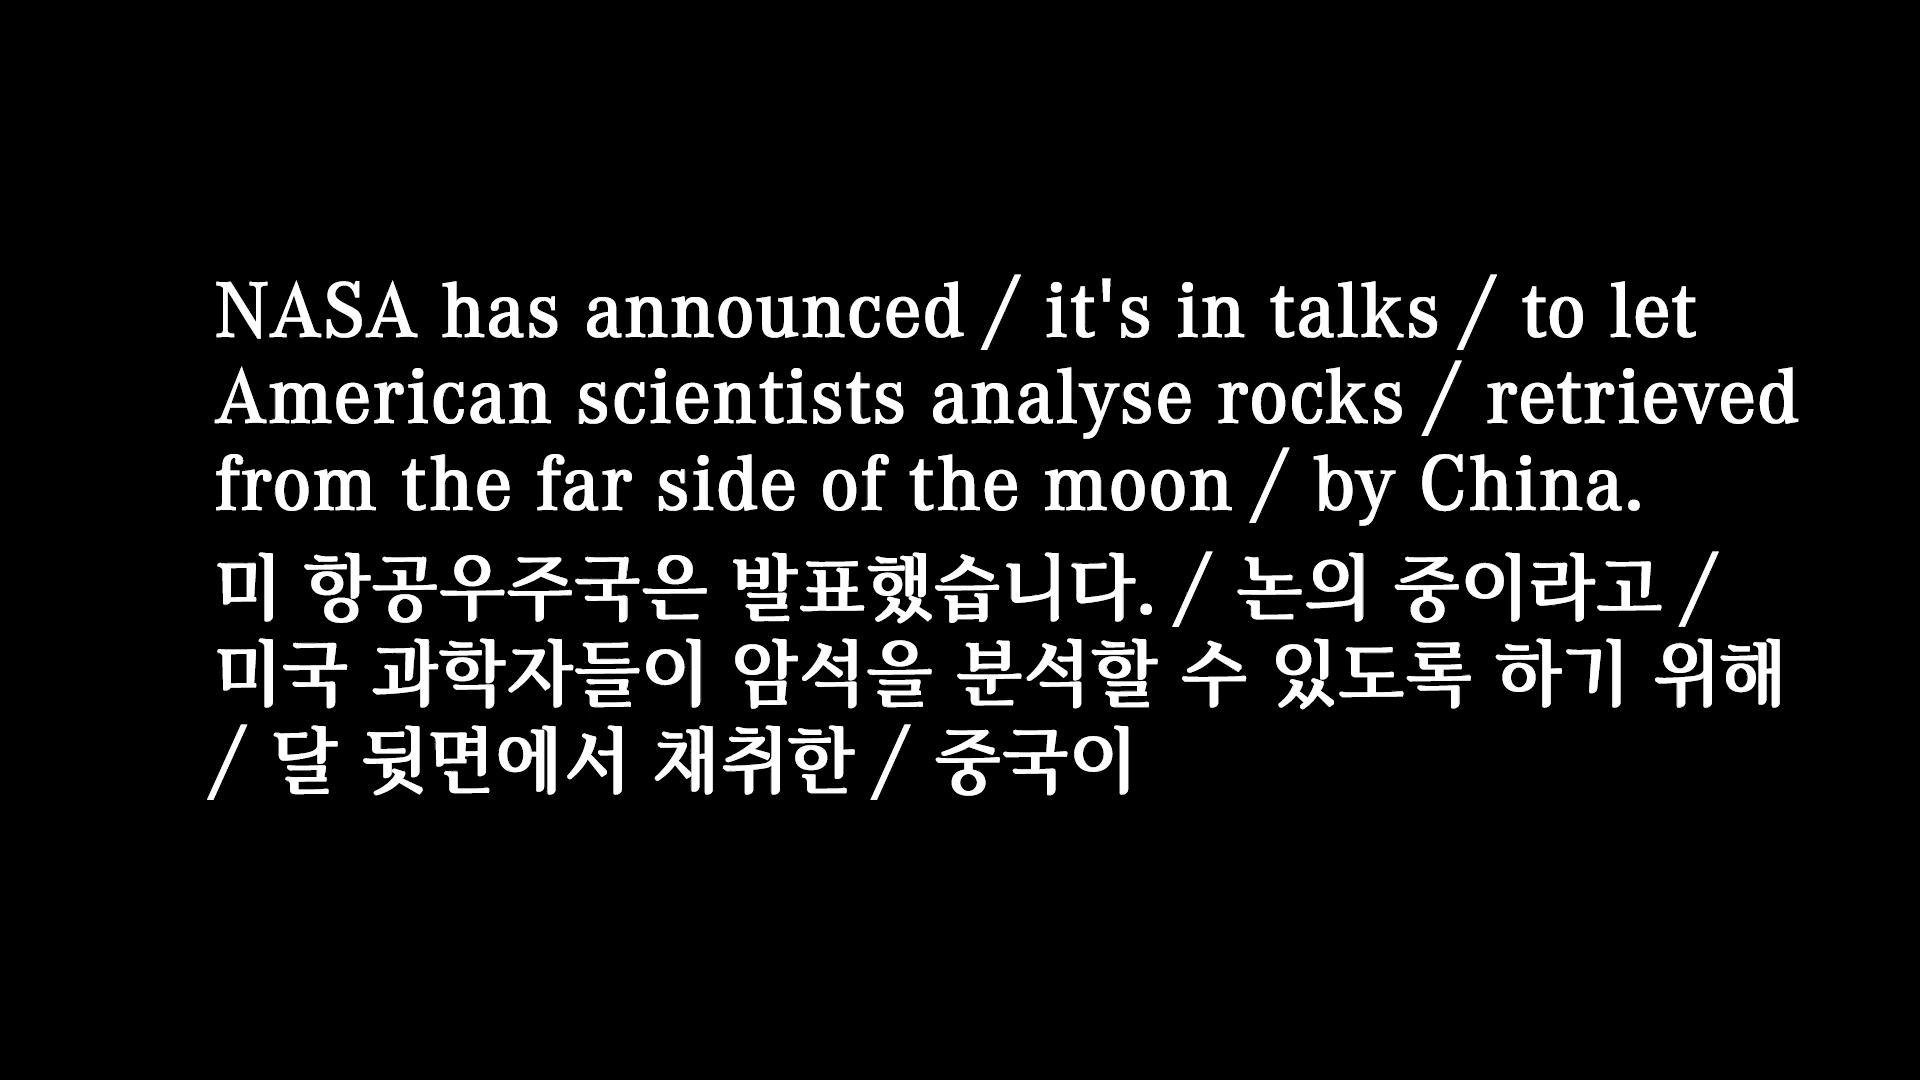 NASA has announced / it's in talks / to let
American scientists analyse rocks / retrieved
from the far side of the moon / by China.
미 항공우주국은 발표했습니다. / 논의 중이라고 /
미국 과학자들이 암석을 분석할 수 있도록 하기 위해
/ 달 뒷면에서 채취한 / 중국이